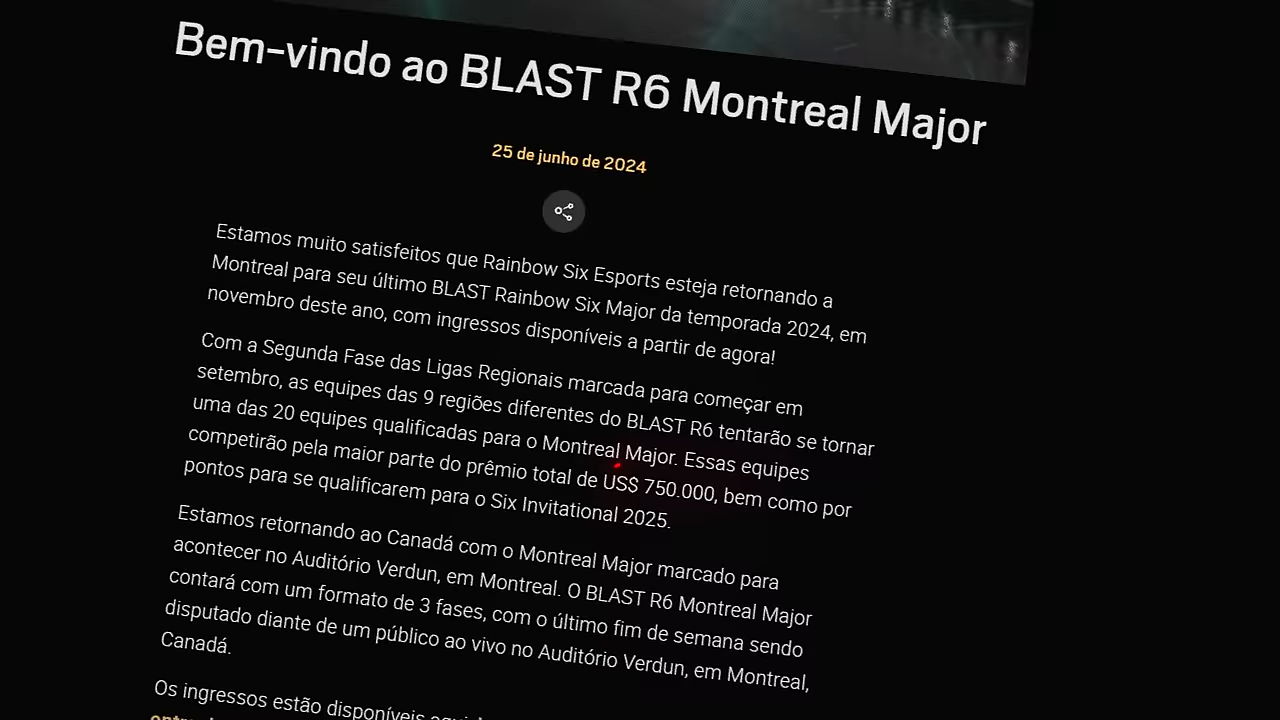 Bem-vindo ao BLAST R6 Montreal Major
25 de junho de 2024
Estamos muito satisfeitos que Rainbow Six Esports esteja retornando a
Montreal para seu último BLAST Rainbow Six Major da temporada 2024, em
novembro deste ano, com ingressos disponíveis a partir de agora!
Com a Segunda Fase das Ligas Regionais marcada para começar em
setembro, as equipes das 9 regiões diferentes do BLAST R6 tentarão se tornar
uma das 20 equipes qualificadas para o Montreal Major. Essas equipes
competirão pela maior parte do prêmio total de US$ 750.000, bem como por
pontos para se qualificarem para o Six Invitational 2025.
Estamos retornando ao Canadá com o Montreal Major marcado para
acontecer no Auditório Verdun, em Montreal. O BLAST R6 Montreal Major
contará com um formato de 3 fases, com o último fim de semana sendo
disputado diante de um público ao vivo no Auditório Verdun, em Montreal,
Canadá.
Os ingressos estão disponíveis